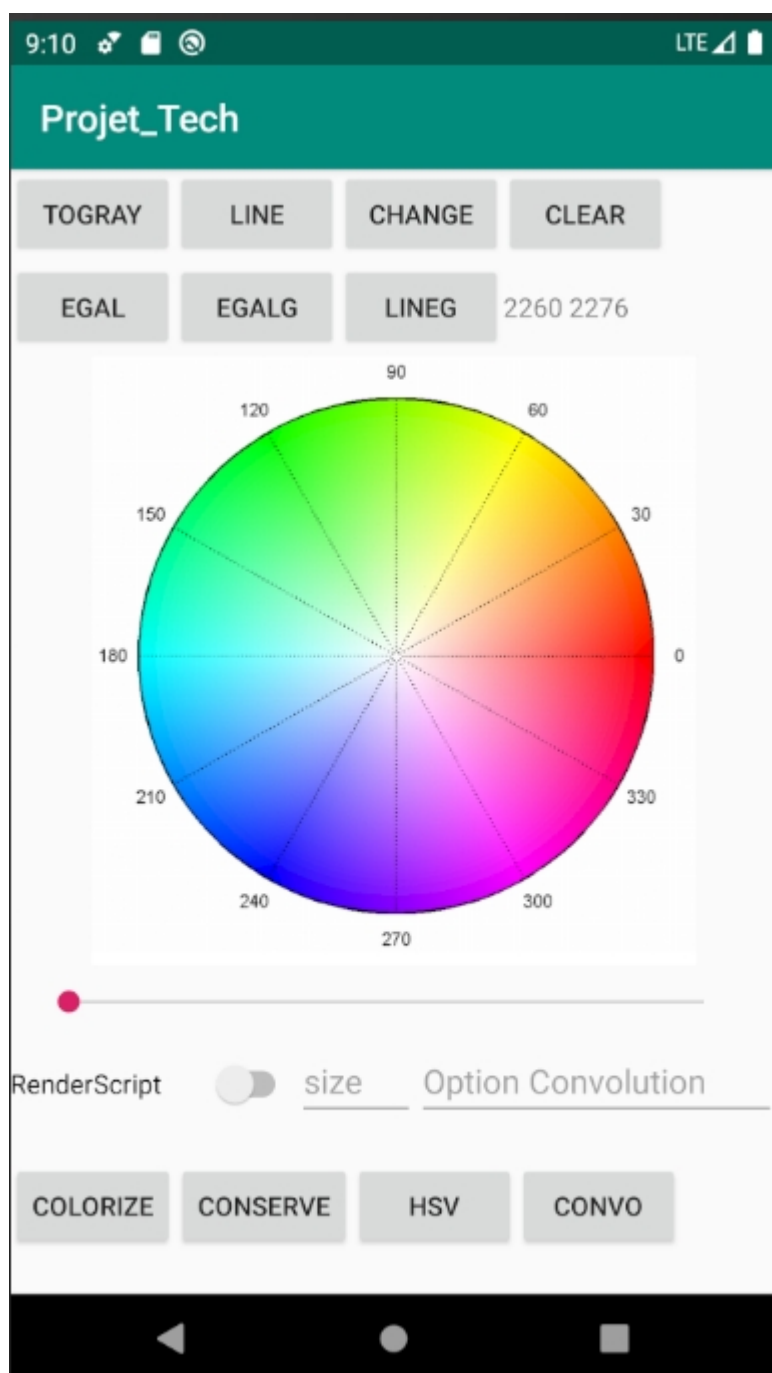 9:10 LTE
Projet_Tech
TOGRAY LINE CHANGE CLEAR
EGAL EGALG LINEG 2260 2276
90
120 60
150 30
180 0
210 330
240 300
270
RenderScript size Option Convolution
COLORIZE CONSERVE HSV CONVO